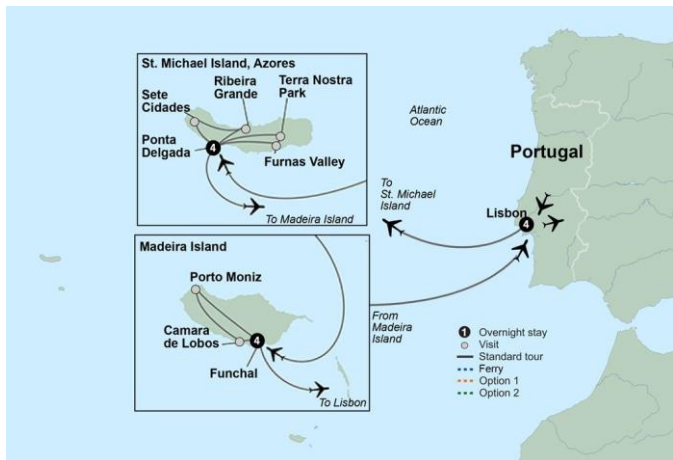 St. Michael Island, Azores
Ribeira
Grande
Terra Nostra
Park
Sete
Cidades
Ponta
Delgada
4
Furnas Valley
To Madeira Island
Atlantic
Ocean
Portugal
To
St. Michael
Island
Lisbon
4
Madeira Island
Porto Moniz
Camara
de Lobos
4
Funchal
To Lisbon
From
Madeira
Island
1 Overnight stay
Visit
Standard tour
Ferry
Option 1
Option 2